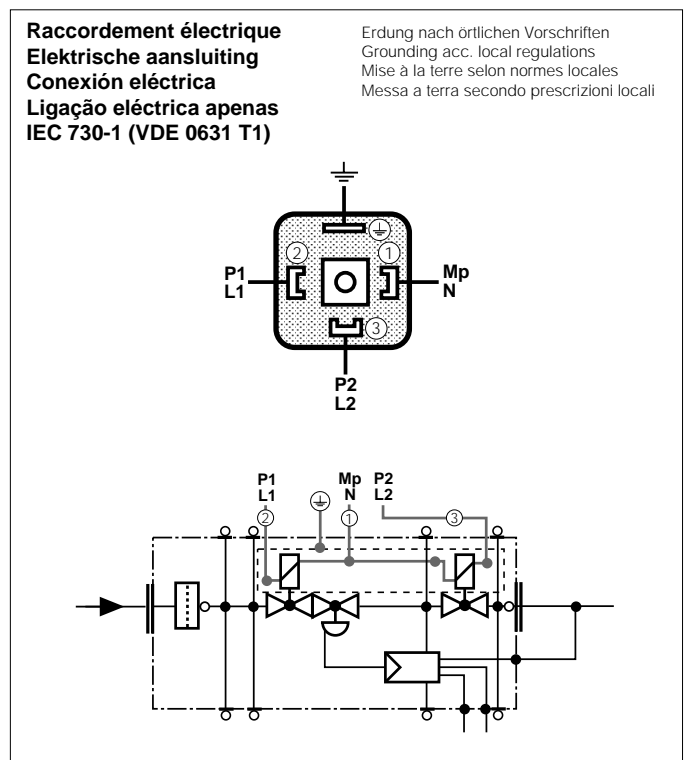 Raccordement électrique
Elektrische aansluiting
Conexión eléctrica
Ligação eléctrica apenas
IEC 730-1 (VDE 0631 T1)
Erdung nach örtlichen Vorschriften
Grounding acc. local regulations
Mise à la terre selon normes locales
Messa a terra secondo prescrizioni locali
2
1
P1
L1
Mp
N
3
P2
L2
P1
L1
Mp
N
P2
L2
2
1
3